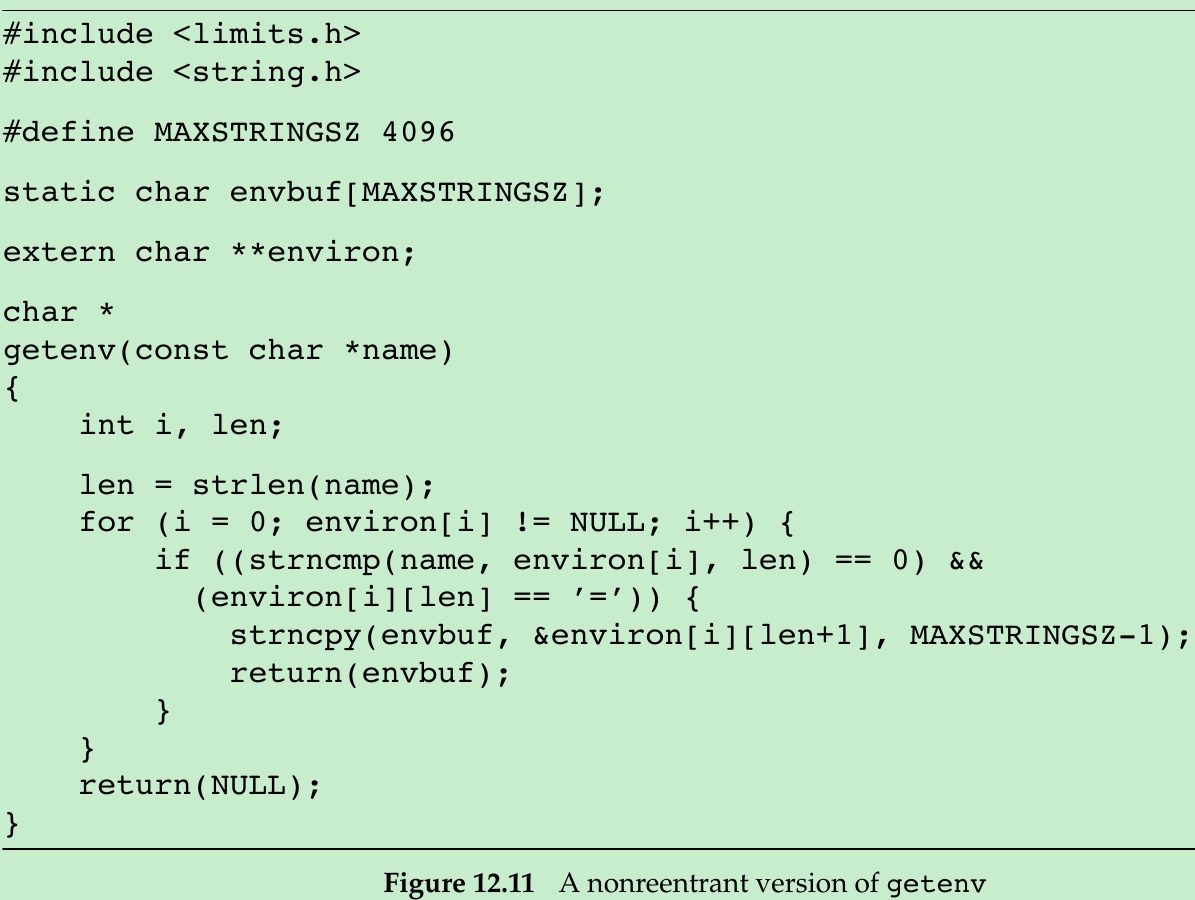 #include <limits.h>
#include <string.h>
#define MAXSTRINGSZ 4096
static char envbuf[MAXSTRINGSZ];
extern char **environ;
char *
getenv(const char *name)
{
    int i, len;
    len = strlen(name);
    for (i = 0; environ[i] != NULL; i++) {
        if ((strncmp(name, environ[i], len) == 0) &&
          (environ[i][len] == ’=’)) {
            strncpy(envbuf, &environ[i][len+1], MAXSTRINGSZ-1);
            return(envbuf);
        }
    }
    return(NULL);
}
Figure 12.11 A nonreentrant version of getenv